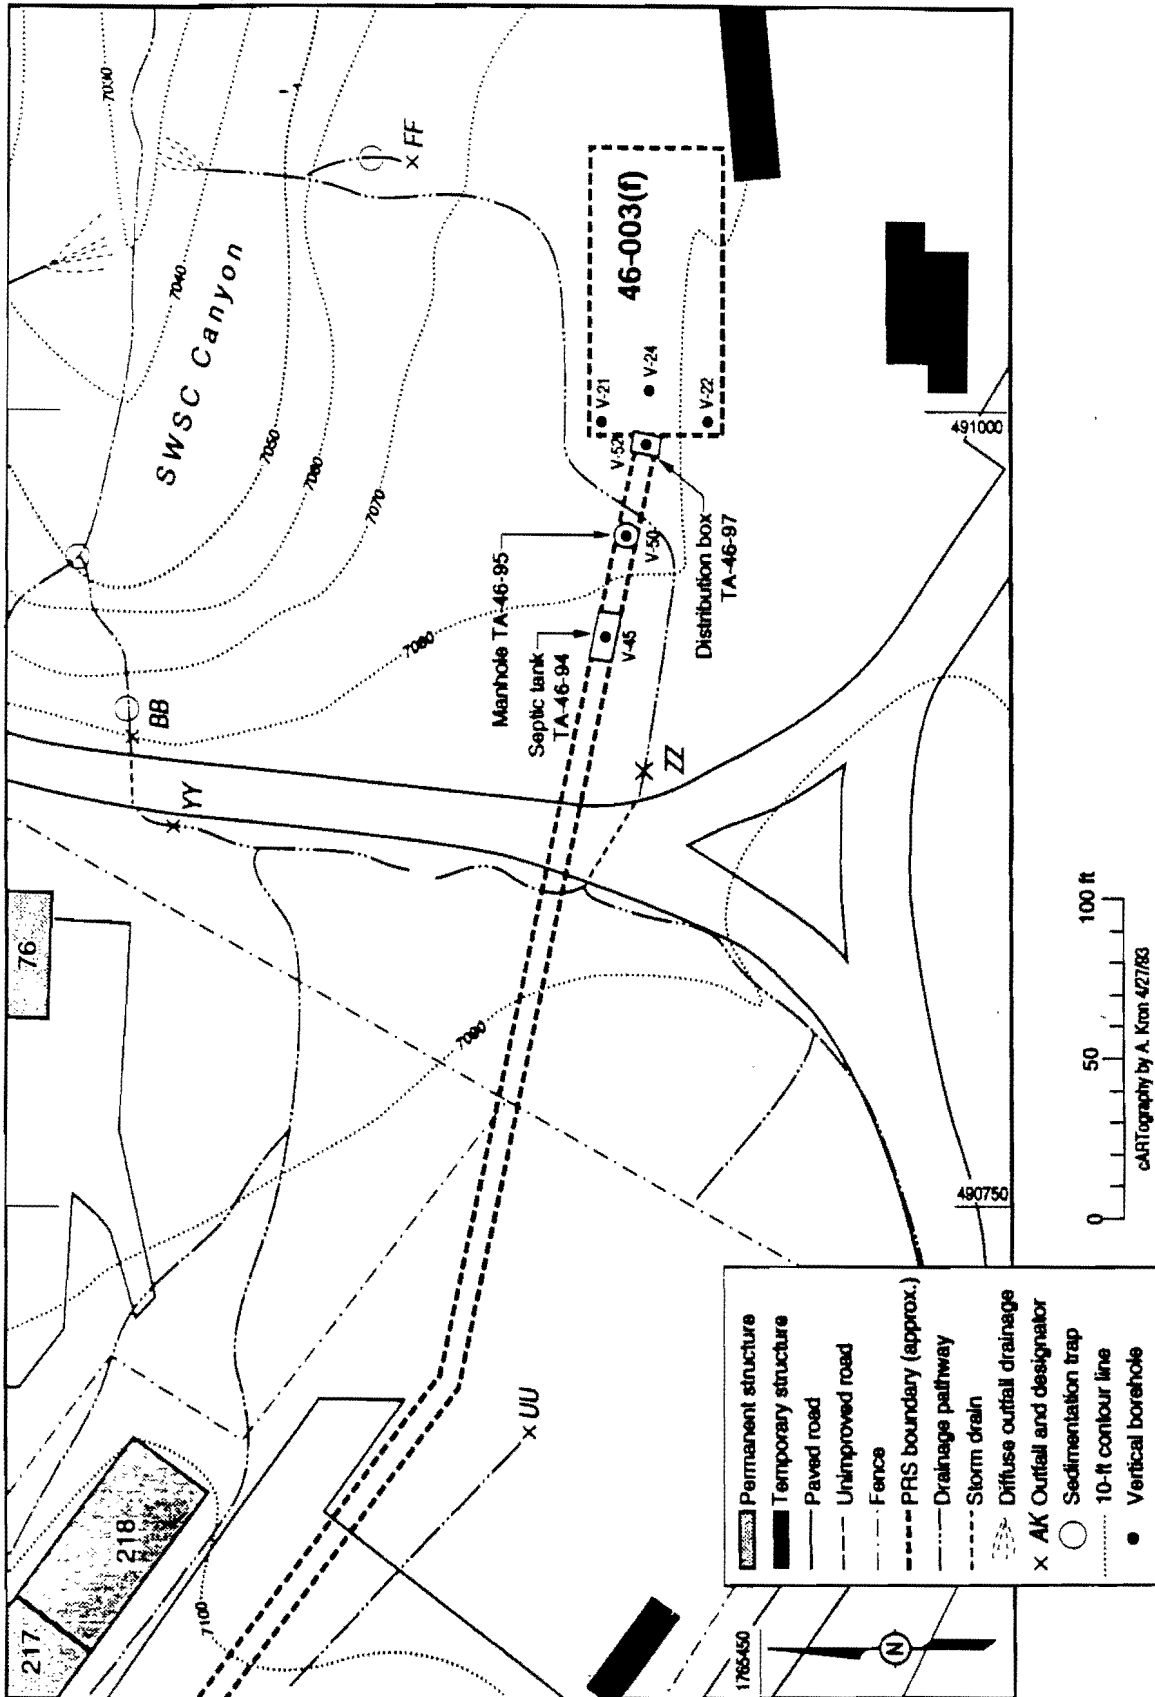 217
218
76
7100
7090
7080
7070
7060
7050
7040
7030
SWSC Canyon
YY
BB
FF
UU
ZZ
Manhole TA-46-95
Septic tank
TA-46-94
V-45
V-50
V-52
V-21
V-24
V-22
46-003(f)
Distribution box
TA-46-97
1765450
490750
491000
N
Permanent structure
Temporary structure
Paved road
Unimproved road
Fence
PRS boundary (approx.)
Drainage pathway
Storm drain
Diffuse outfall drainage
× AK Outfall and designator
Sedimentation trap
10-ft contour line
Vertical borehole
0 50 100 ft
cARTography by A. Kron 4/27/93